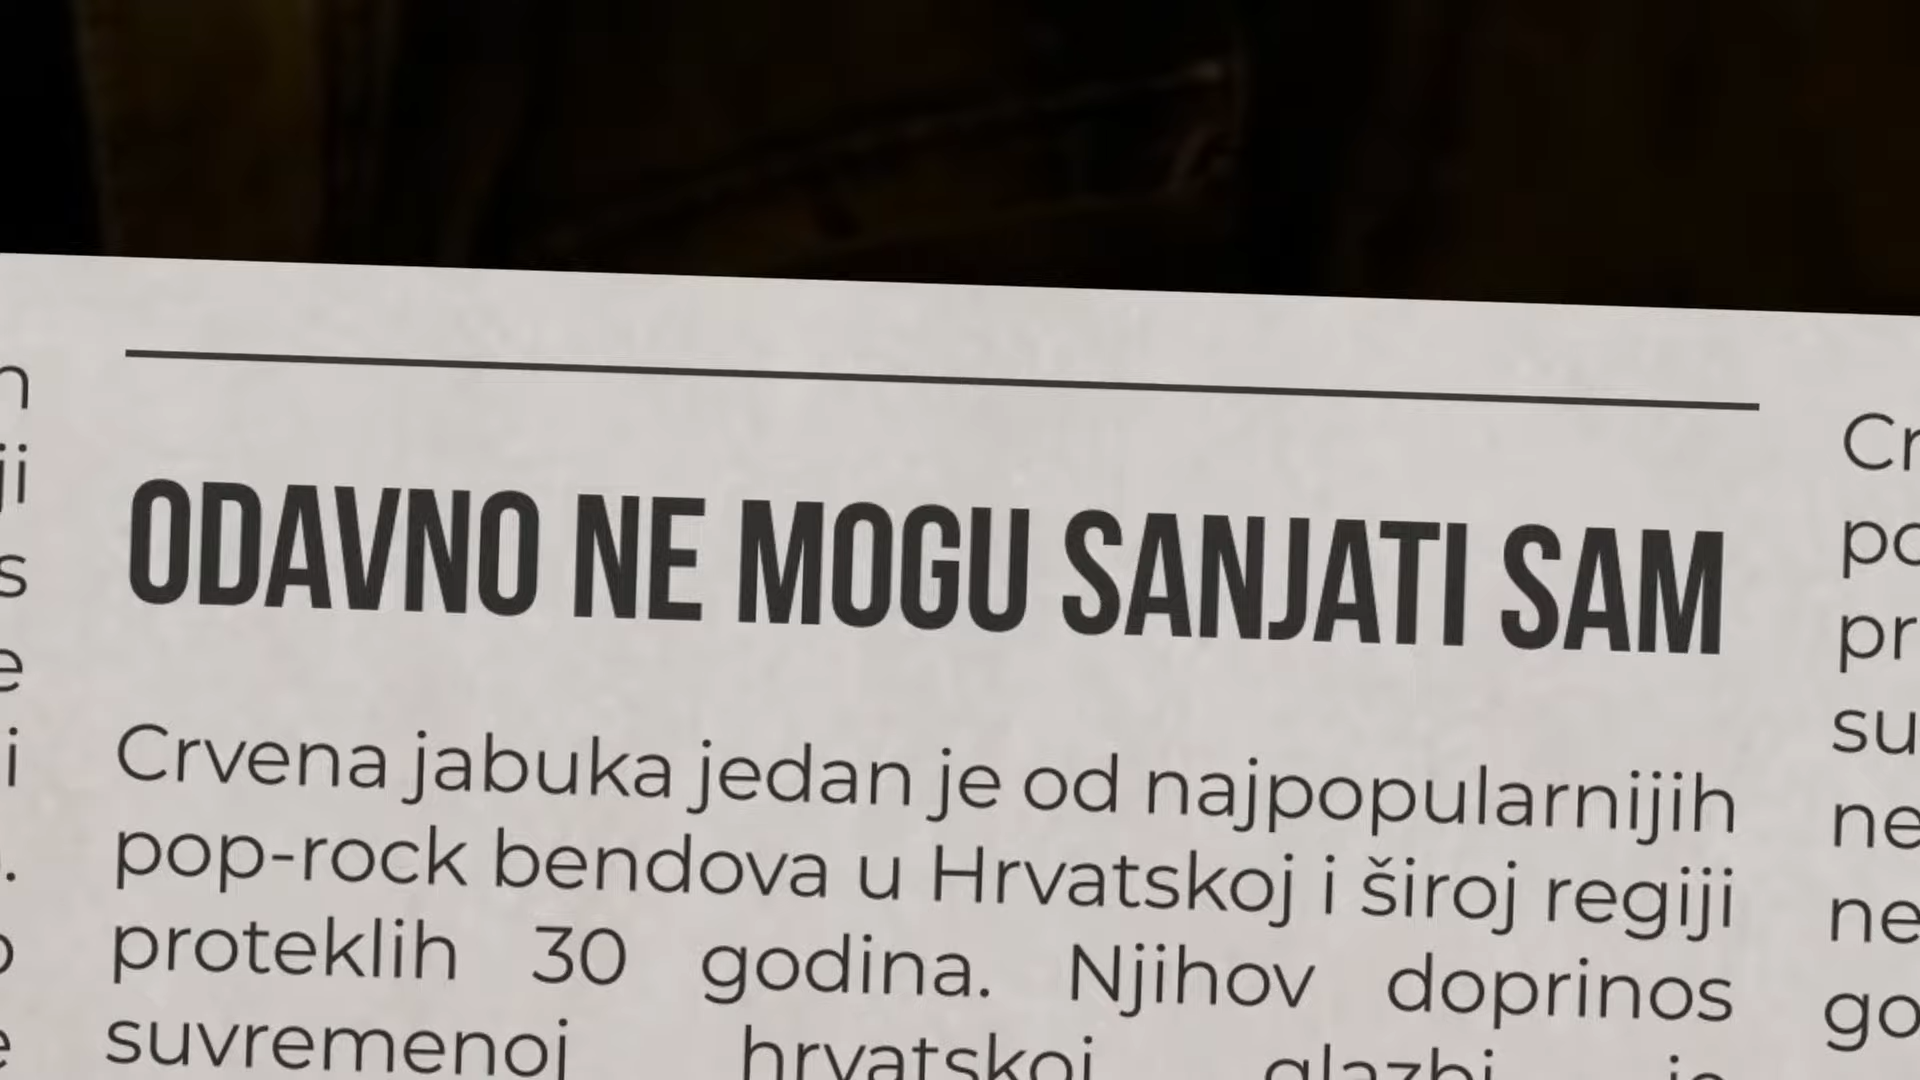 ODAVNO NE MOGU SANJATI SAM
Crvena jabuka jedan je od najpopularnijih
pop-rock bendova u Hrvatskoj i široj regiji
proteklih 30 godina. Njihov doprinos
suvremenoj hrvatskoj glazbi je